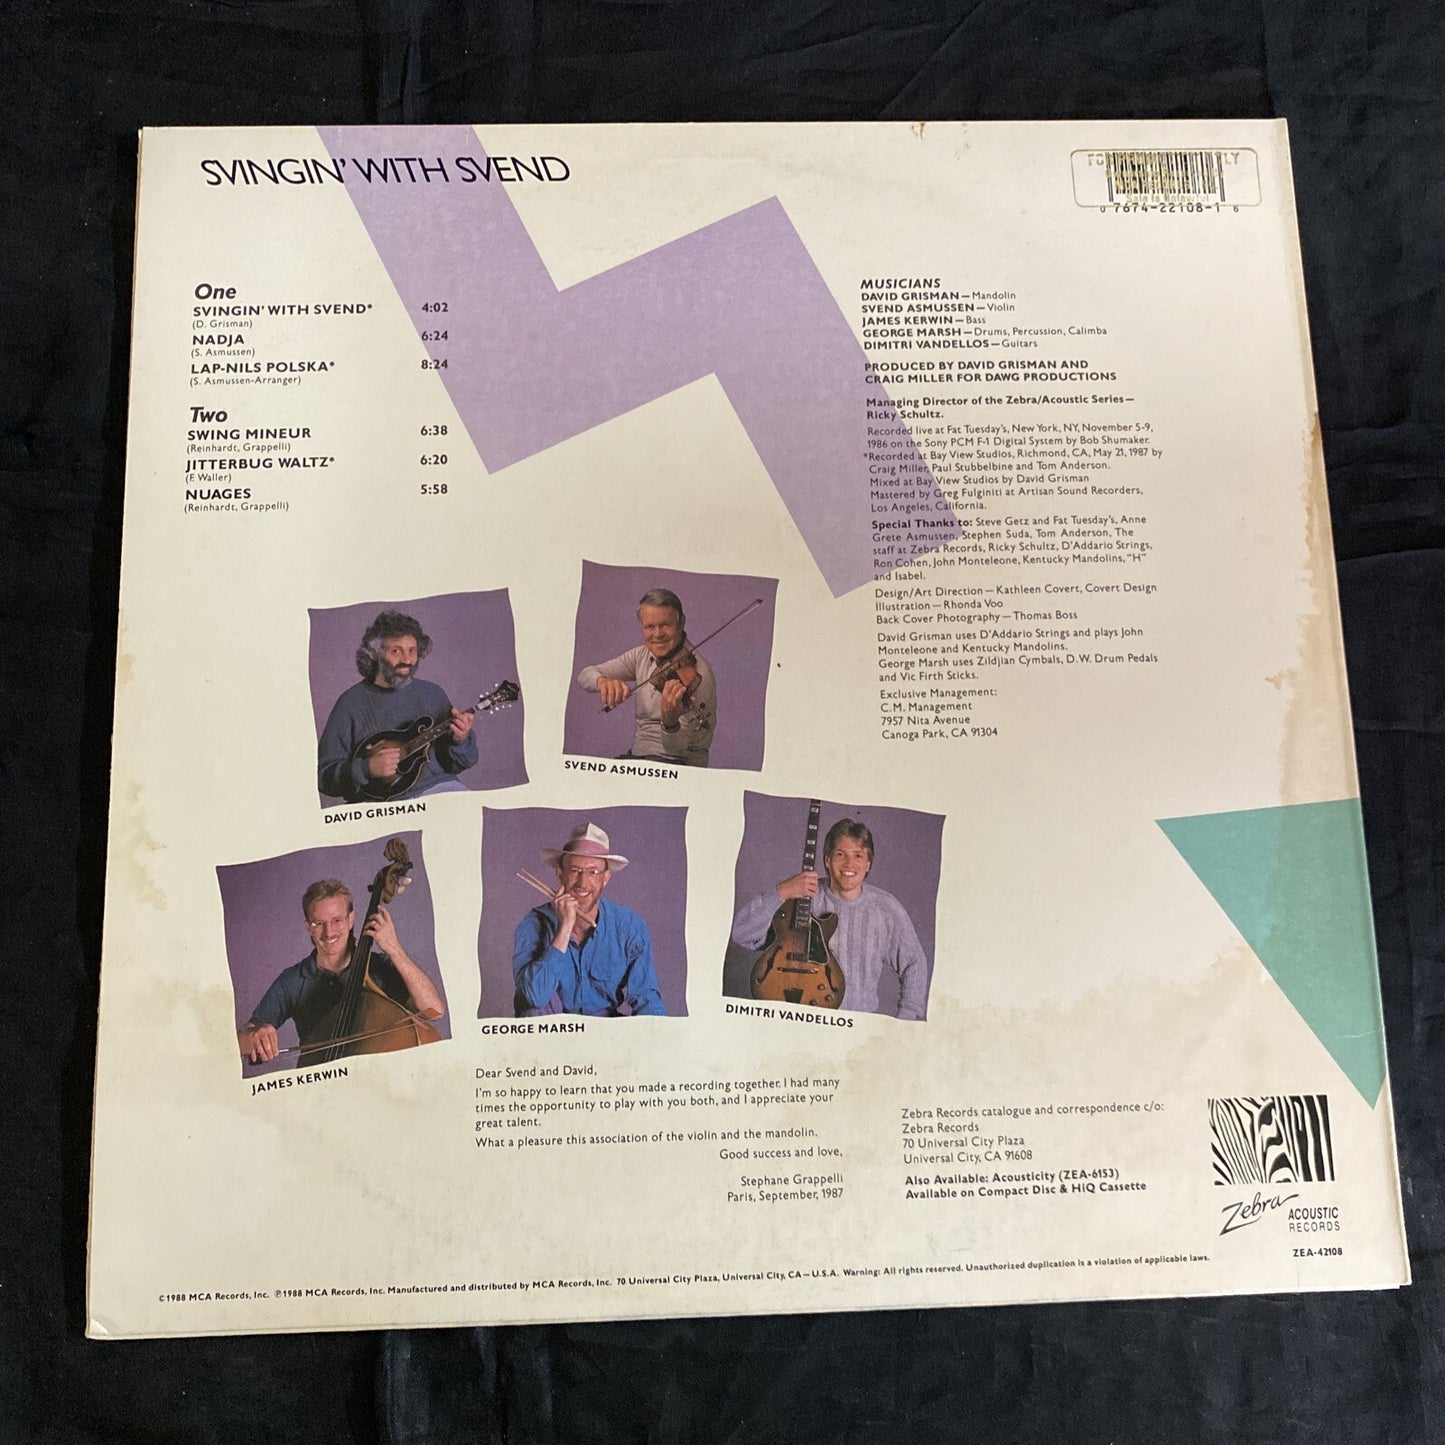 SVINGIN' WITH SVEND
Sale is Unlawful
0 7674-22108-1 6
One
SVINGIN' WITH SVEND* 4:02
(D. Grisman)
NADJA 6:24
(S. Asmussen)
LAP-NILS POLSKA* 8:24
(S. Asmussen-Arranger)
Two
SWING MINEUR 6:38
(Reinhardt, Grappelli)
JITTERBUG WALTZ* 6:20
(F. Waller)
NUAGES 5:58
(Reinhardt, Grappelli)
MUSICIANS
DAVID GRISMAN—Mandolin
SVEND ASMUSSEN—Violin
JAMES KERWIN—Bass
GEORGE MARSH—Drums, Percussion, Calimba
DIMITRI VANDELLOS—Guitars
PRODUCED BY DAVID GRISMAN AND
CRAIG MILLER FOR DAWG PRODUCTIONS
Managing Director of the Zebra/Acoustic Series—
Ricky Schultz.
Recorded live at Fat Tuesday's, New York, NY, November 5-9,
1986 on the Sony PCM F-1 Digital System by Bob Shumaker.
*Recorded at Bay View Studios, Richmond, CA, May 21, 1987 by
Craig Miller, Paul Stubblebine and Tom Anderson.
Mixed at Bay View Studios by David Grisman
Mastered by Greg Fulginiti at Artisan Sound Recorders,
Los Angeles, California.
Special Thanks to: Steve Getz and Fat Tuesday's, Anne
Grete Asmussen, Stephen Suda, Tom Anderson, The
staff at Zebra Records, Ricky Schultz, D'Addario Strings,
Ron Cohen, John Monteleone, Kentucky Mandolins, "H"
and Isabel.
Design/Art Direction—Kathleen Covert, Covert Design
Illustration—Rhonda Voo
Back Cover Photography—Thomas Boss
David Grisman uses D'Addario Strings and plays John
Monteleone and Kentucky Mandolins.
George Marsh uses Zildjian Cymbals, D.W. Drum Pedals
and Vic Firth Sticks.
Exclusive Management:
C.M. Management
7957 Nita Avenue
Canoga Park, CA 91304
DAVID GRISMAN
SVEND ASMUSSEN
JAMES KERWIN
GEORGE MARSH
DIMITRI VANDELLOS
Dear Svend and David,
I'm so happy to learn that you made a recording together. I had many
times the opportunity to play with you both, and I appreciate your
great talent.
What a pleasure this association of the violin and the mandolin.
Good success and love,
Stephane Grappelli
Paris, September, 1987
Zebra Records catalogue and correspondence c/o:
Zebra Records
70 Universal City Plaza
Universal City, CA 91608
Also Available: Acousticity (ZEA-6153)
Available on Compact Disc & HiQ Cassette
Zebra ACOUSTIC
RECORDS
ZEA-42108
©1988 MCA Records, Inc. ℗1988 MCA Records, Inc. Manufactured and distributed by MCA Records, Inc. 70 Universal City Plaza, Universal City, CA—U.S.A. Warning: All rights reserved. Unauthorized duplication is a violation of applicable laws.